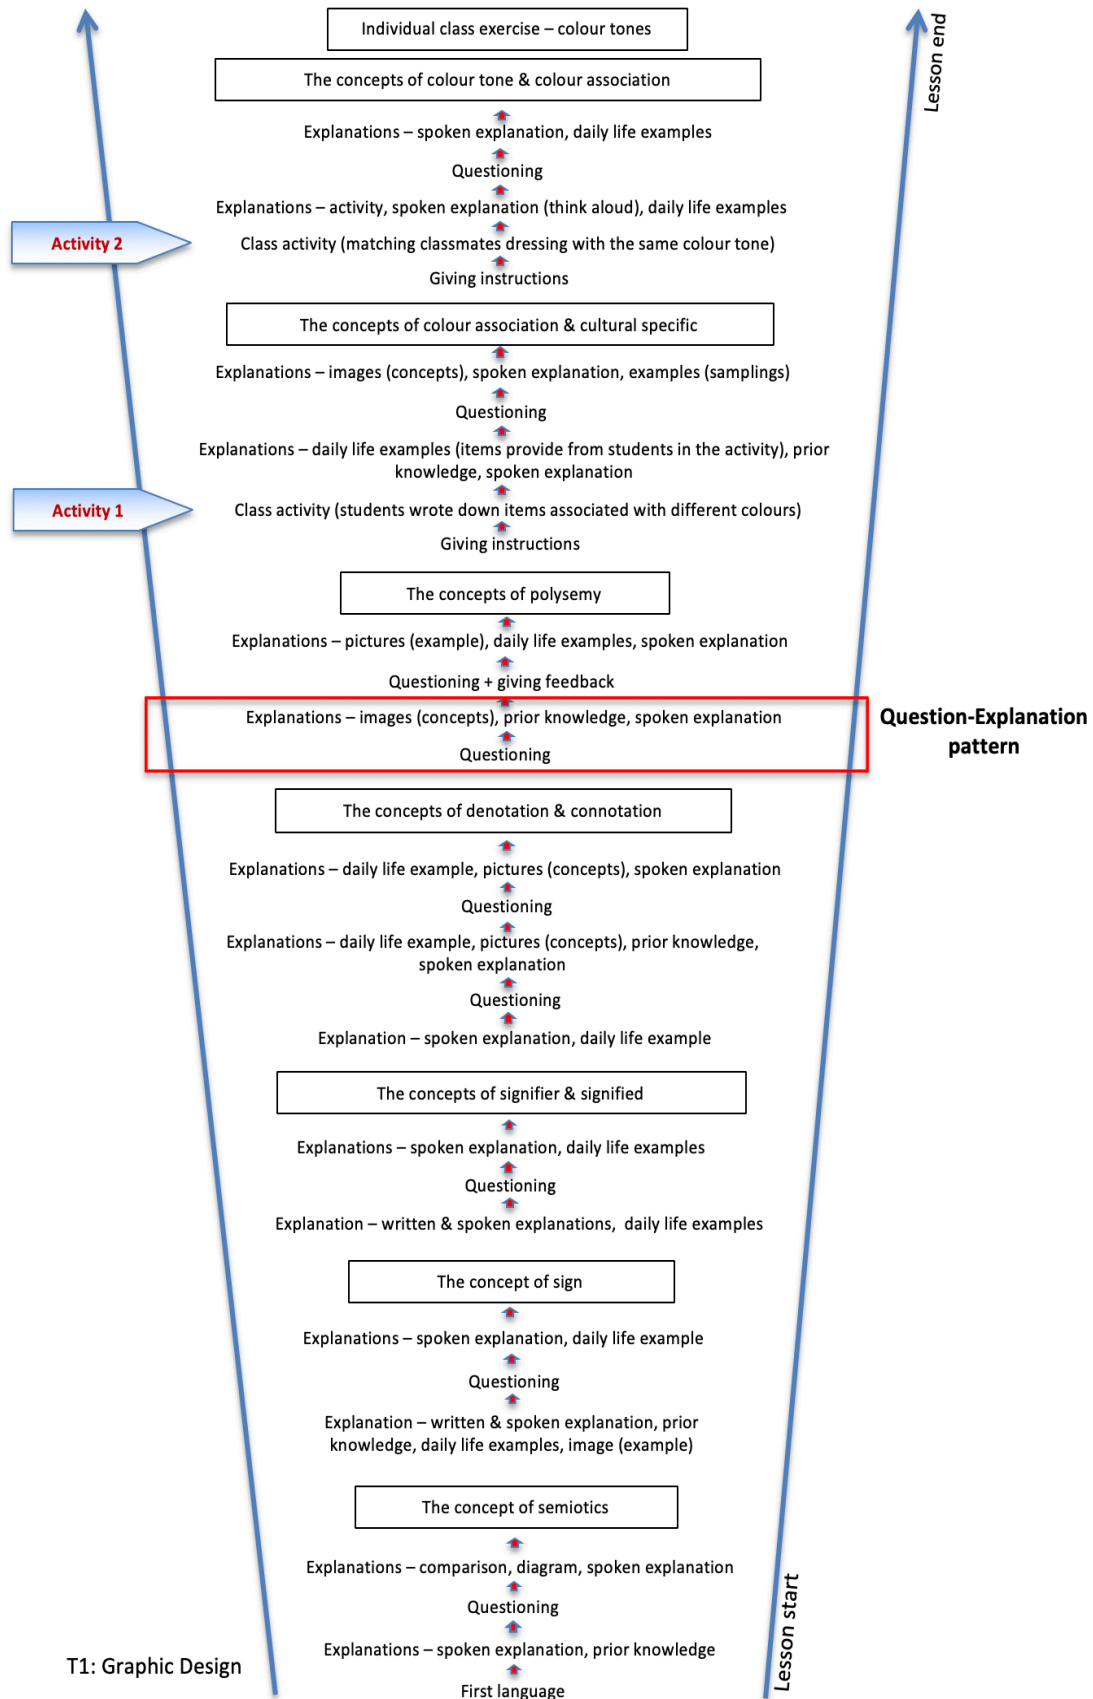 Individual class exercise – colour tones
Lesson end
The concepts of colour tone & colour association
Explanations – spoken explanation, daily life examples
Questioning
Explanations – activity, spoken explanation (think aloud), daily life examples
Activity 2
Class activity (matching classmates dressing with the same colour tone)
Giving instructions
The concepts of colour association & cultural specific
Explanations – images (concepts), spoken explanation, examples (samplings)
Questioning
Explanations – daily life examples (items provide from students in the activity), prior
knowledge, spoken explanation
Activity 1
Class activity (students wrote down items associated with different colours)
Giving instructions
The concepts of polysemy
Explanations – pictures (example), daily life examples, spoken explanation
Questioning + giving feedback
Explanations – images (concepts), prior knowledge, spoken explanation
Questioning
Question-Explanation
pattern
The concepts of denotation & connotation
Explanations – daily life example, pictures (concepts), spoken explanation
Questioning
Explanations – daily life example, pictures (concepts), prior knowledge,
spoken explanation
Questioning
Explanation – spoken explanation, daily life example
The concepts of signifier & signified
Explanations – spoken explanation, daily life examples
Questioning
Explanation – written & spoken explanations, daily life examples
The concept of sign
Explanations – spoken explanation, daily life example
Questioning
Explanation – written & spoken explanation, prior
knowledge, daily life examples, image (example)
The concept of semiotics
Explanations – comparison, diagram, spoken explanation
Questioning
Explanations – spoken explanation, prior knowledge
First language
Lesson start
T1: Graphic Design